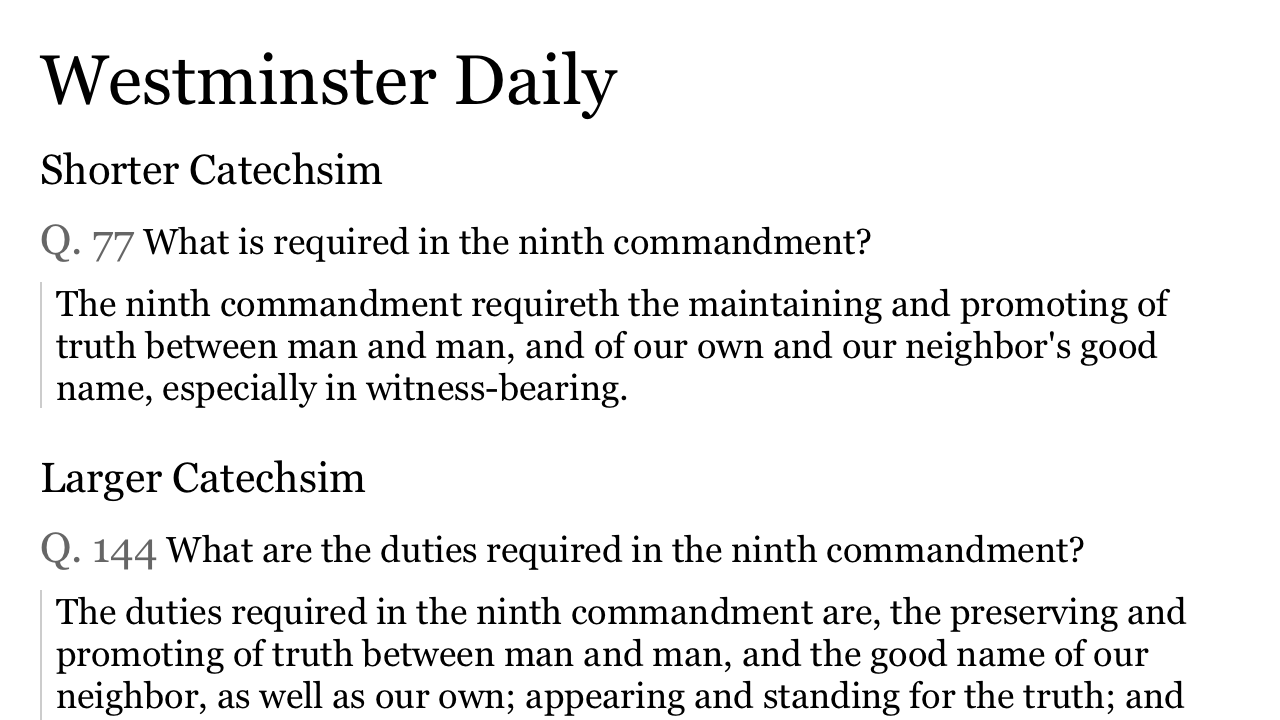 Westminster Daily
Shorter Catechsim
Q. 77 What is required in the ninth commandment?
The ninth commandment requireth the maintaining and promoting of
truth between man and man, and of our own and our neighbor's good
name, especially in witness-bearing.
Larger Catechsim
Q. 144 What are the duties required in the ninth commandment?
The duties required in the ninth commandment are, the preserving and
promoting of truth between man and man, and the good name of our
neighbor, as well as our own; appearing and standing for the truth; and